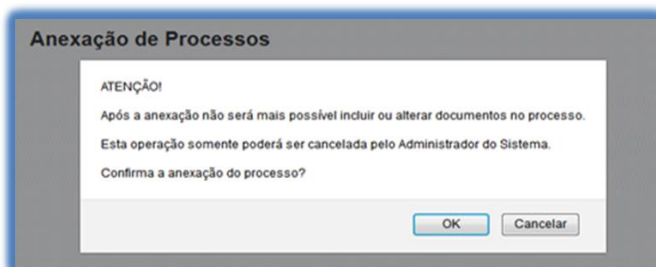 Anexação de Processos
ATENÇÃO!
Após a anexação não será mais possível incluir ou alterar documentos no processo.
Esta operação somente poderá ser cancelada pelo Administrador do Sistema.
Confirma a anexação do processo?
OK Cancelar